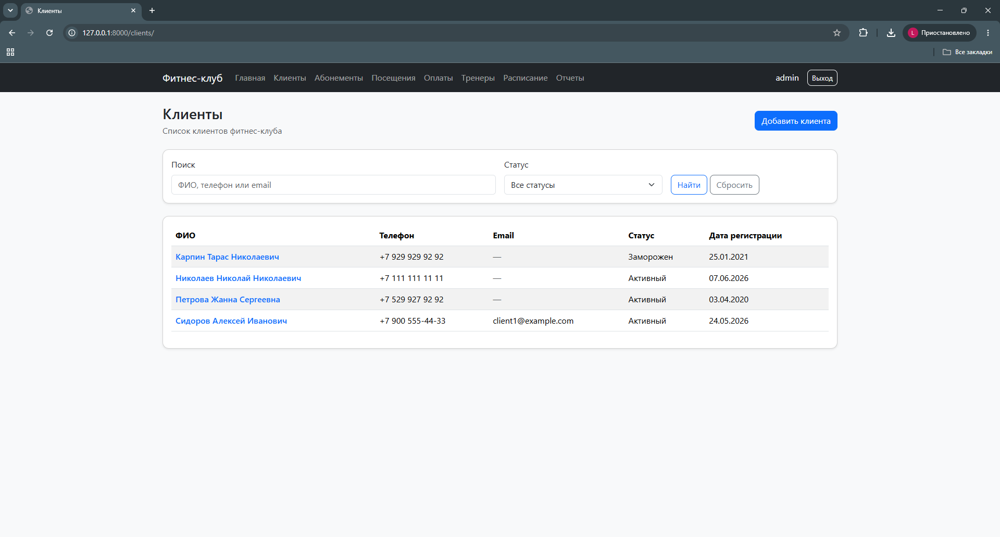 Клиенты
127.0.0.1:8000/clients/
L Приостановлено
Все закладки
Фитнес-клуб Главная Клиенты Абонементы Посещения Оплаты Тренеры Расписание Отчеты admin Выход
Клиенты
Список клиентов фитнес-клуба
Добавить клиента
Поиск Статус
ФИО, телефон или email Все статусы Найти Сбросить
ФИО Телефон Email Статус Дата регистрации
Карпин Тарас Николаевич +7 929 929 92 92 — Заморожен 25.01.2021
Николаев Николай Николаевич +7 111 111 11 11 — Активный 07.06.2026
Петрова Жанна Сергеевна +7 529 927 92 92 — Активный 03.04.2020
Сидоров Алексей Иванович +7 900 555-44-33 client1@example.com Активный 24.05.2026